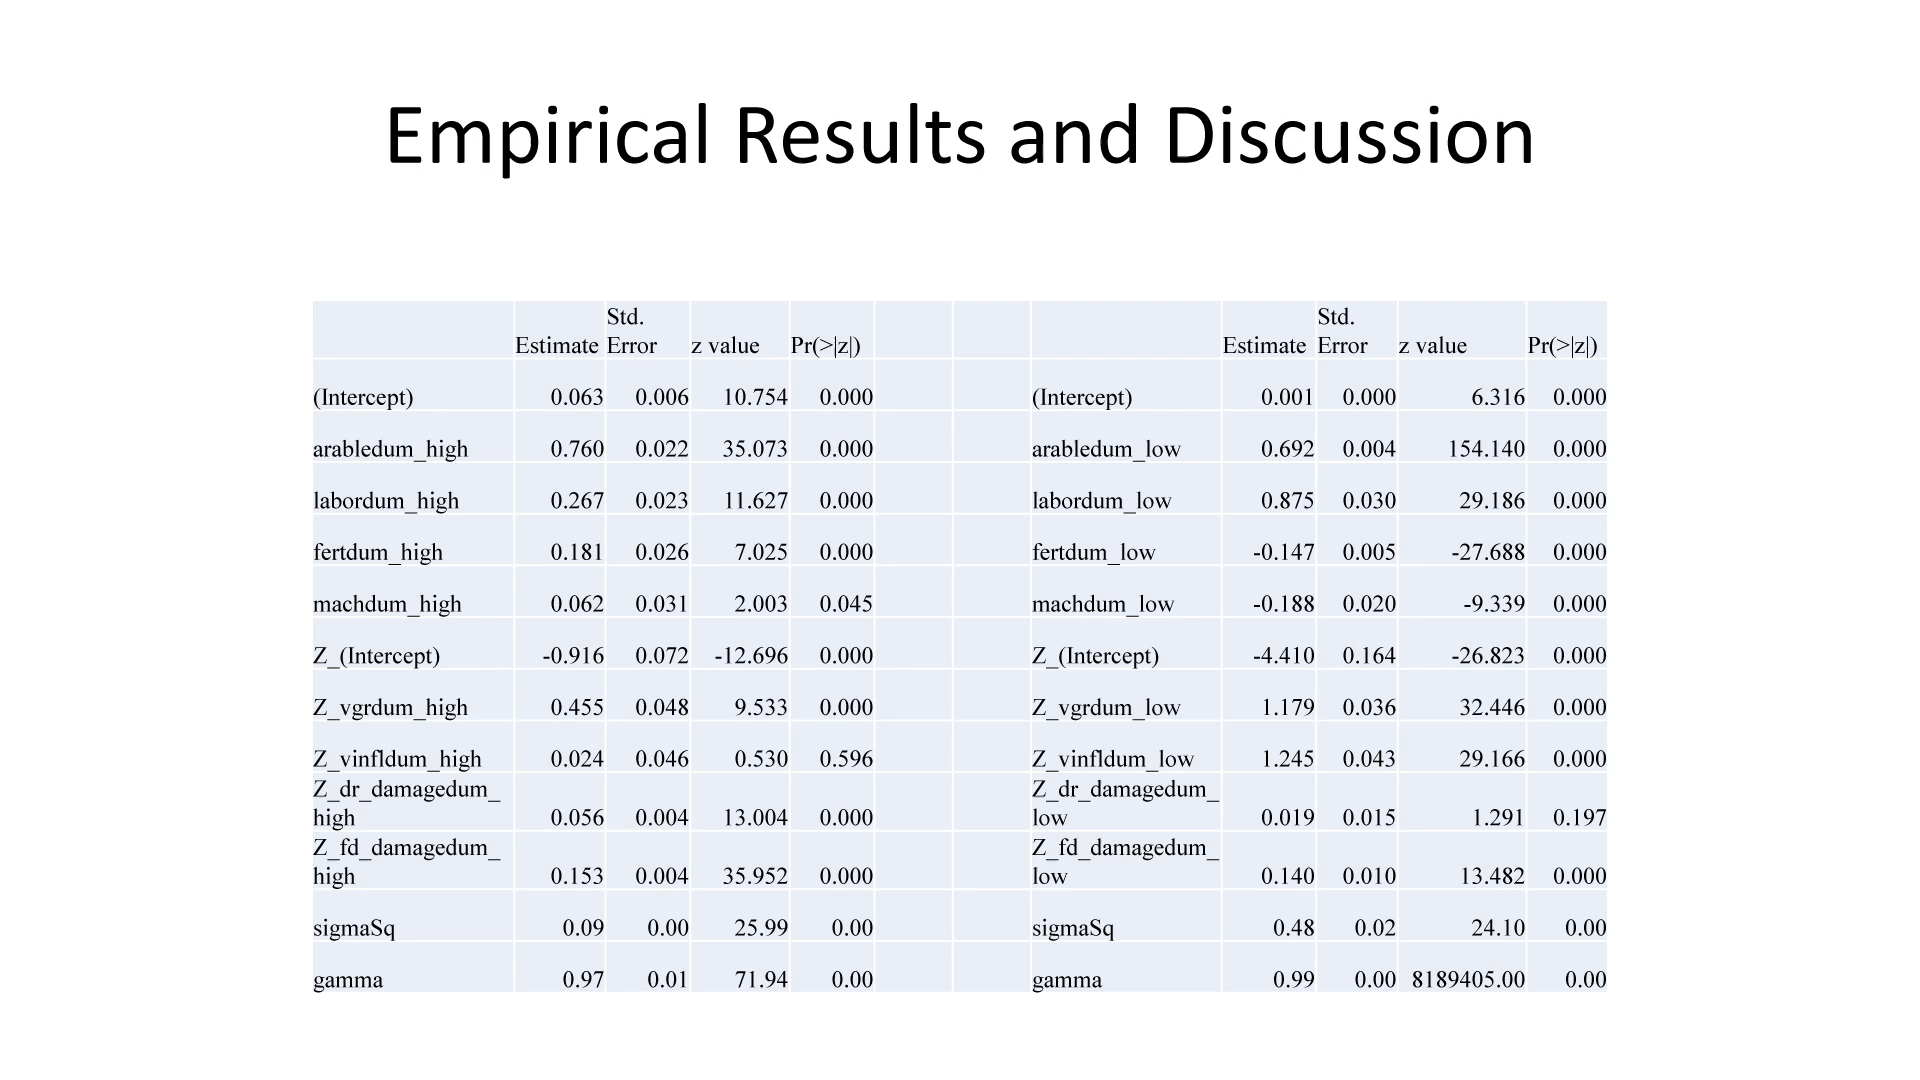 Empirical Results and Discussion
Estimate Std. Error z value Pr(>|z|) Estimate Std. Error z value Pr(>|z|)
(Intercept) 0.063 0.006 10.754 0.000 (Intercept) 0.001 0.000 6.316 0.000
arabledum_high 0.760 0.022 35.073 0.000 arabledum_low 0.692 0.004 154.140 0.000
labordum_high 0.267 0.023 11.627 0.000 labordum_low 0.875 0.030 29.186 0.000
fertdum_high 0.181 0.026 7.025 0.000 fertdum_low -0.147 0.005 -27.688 0.000
machdum_high 0.062 0.031 2.003 0.045 machdum_low -0.188 0.020 -9.339 0.000
Z_(Intercept) -0.916 0.072 -12.696 0.000 Z_(Intercept) -4.410 0.164 -26.823 0.000
Z_vgrdum_high 0.455 0.048 9.533 0.000 Z_vgrdum_low 1.179 0.036 32.446 0.000
Z_vinfldum_high 0.024 0.046 0.530 0.596 Z_vinfldum_low 1.245 0.043 29.166 0.000
Z_dr_damagedum_high 0.056 0.004 13.004 0.000 Z_dr_damagedum_low 0.019 0.015 1.291 0.197
Z_fd_damagedum_high 0.153 0.004 35.952 0.000 Z_fd_damagedum_low 0.140 0.010 13.482 0.000
sigmaSq 0.09 0.00 25.99 0.00 sigmaSq 0.48 0.02 24.10 0.00
gamma 0.97 0.01 71.94 0.00 gamma 0.99 0.00 8189405.00 0.00